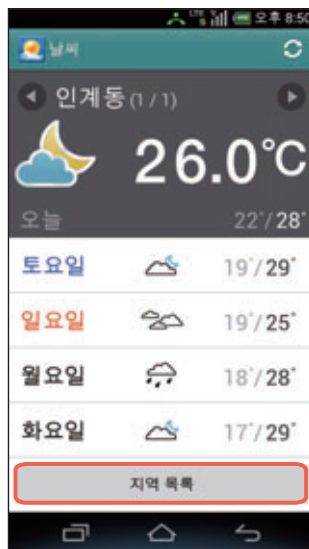 LTE 오후 8:50
날씨
인계동 (1 / 1)
26.0°C
오늘 22°/28°
토요일 19°/29°
일요일 19°/25°
월요일 18°/28°
화요일 17°/29°
지역 목록